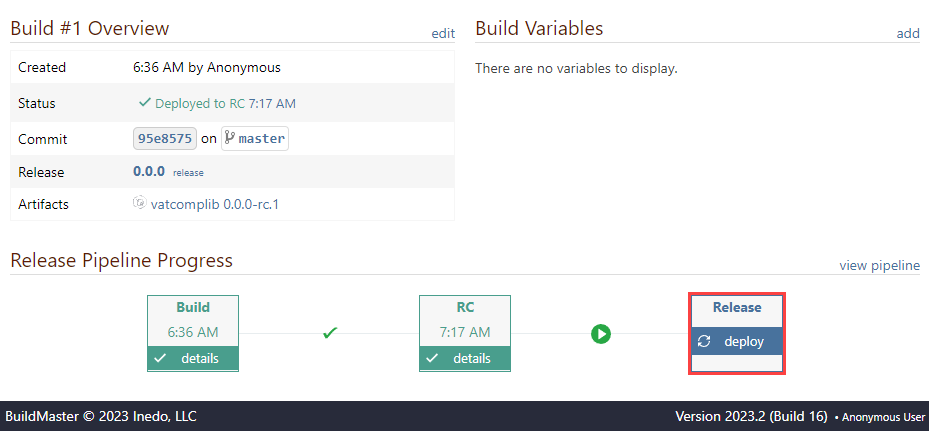 Build #1 Overview
edit
Created 6:36 AM by Anonymous
Status Deployed to RC 7:17 AM
Commit 95e8575 on master
Release 0.0.0 release
Artifacts vatcomplib 0.0.0-rc.1
Build Variables
add
There are no variables to display.
Release Pipeline Progress
view pipeline
Build
6:36 AM
details
RC
7:17 AM
details
Release
deploy
BuildMaster © 2023 Inedo, LLC
Version 2023.2 (Build 16) • Anonymous User